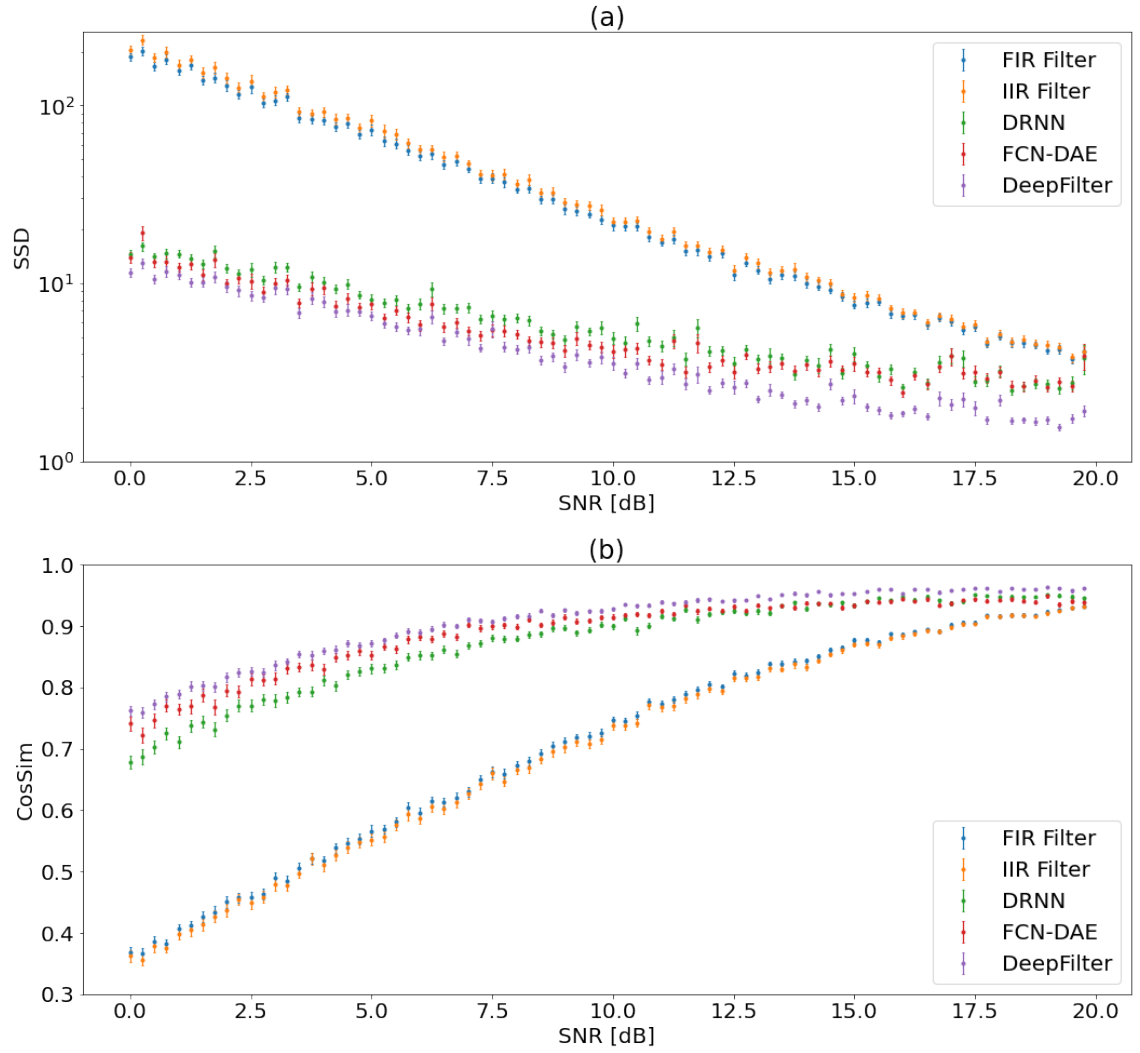 (a)
SSD
10²
10¹
10⁰
FIR Filter
IIR Filter
DRNN
FCN-DAE
DeepFilter
0.0 2.5 5.0 7.5 10.0 12.5 15.0 17.5 20.0
SNR [dB]
(b)
CosSim
1.0
0.9
0.8
0.7
0.6
0.5
0.4
0.3
FIR Filter
IIR Filter
DRNN
FCN-DAE
DeepFilter
0.0 2.5 5.0 7.5 10.0 12.5 15.0 17.5 20.0
SNR [dB]